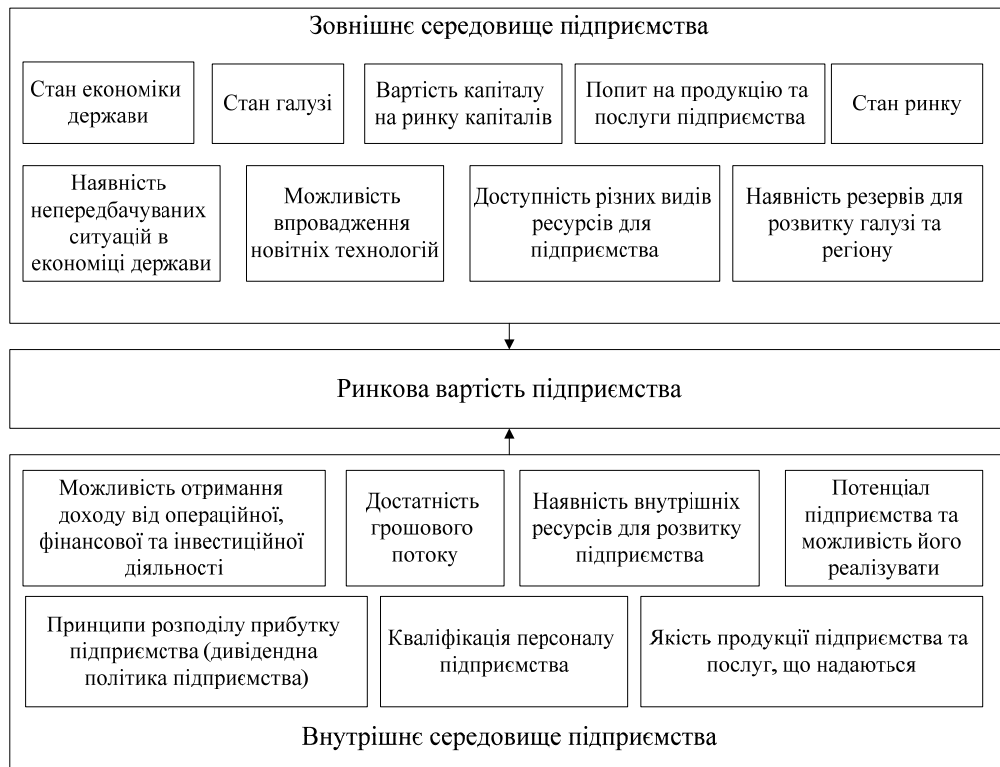 Зовнішнє середовище підприємства
Стан економіки
держави
Стан галузі
Вартість капіталу
на ринку капіталів
Попит на продукцію та
послуги підприємства
Стан ринку
Наявність
непередбачуваних
ситуацій в
економіці держави
Можливість
впровадження
новітніх технологій
Доступність різних видів
ресурсів для
підприємства
Наявність резервів для
розвитку галузі та
регіону
Ринкова вартість підприємства
Можливість отримання
доходу від операційної,
фінансової та інвестиційної
діяльності
Достатність
грошового
потоку
Наявність внутрішніх
ресурсів для розвитку
підприємства
Потенціал
підприємства та
можливість його
реалізувати
Принципи розподілу прибутку
підприємства (дивідендна
політика підприємства)
Кваліфікація персоналу
підприємства
Якість продукції підприємства та
послуг, що надаються
Внутрішнє середовище підприємства